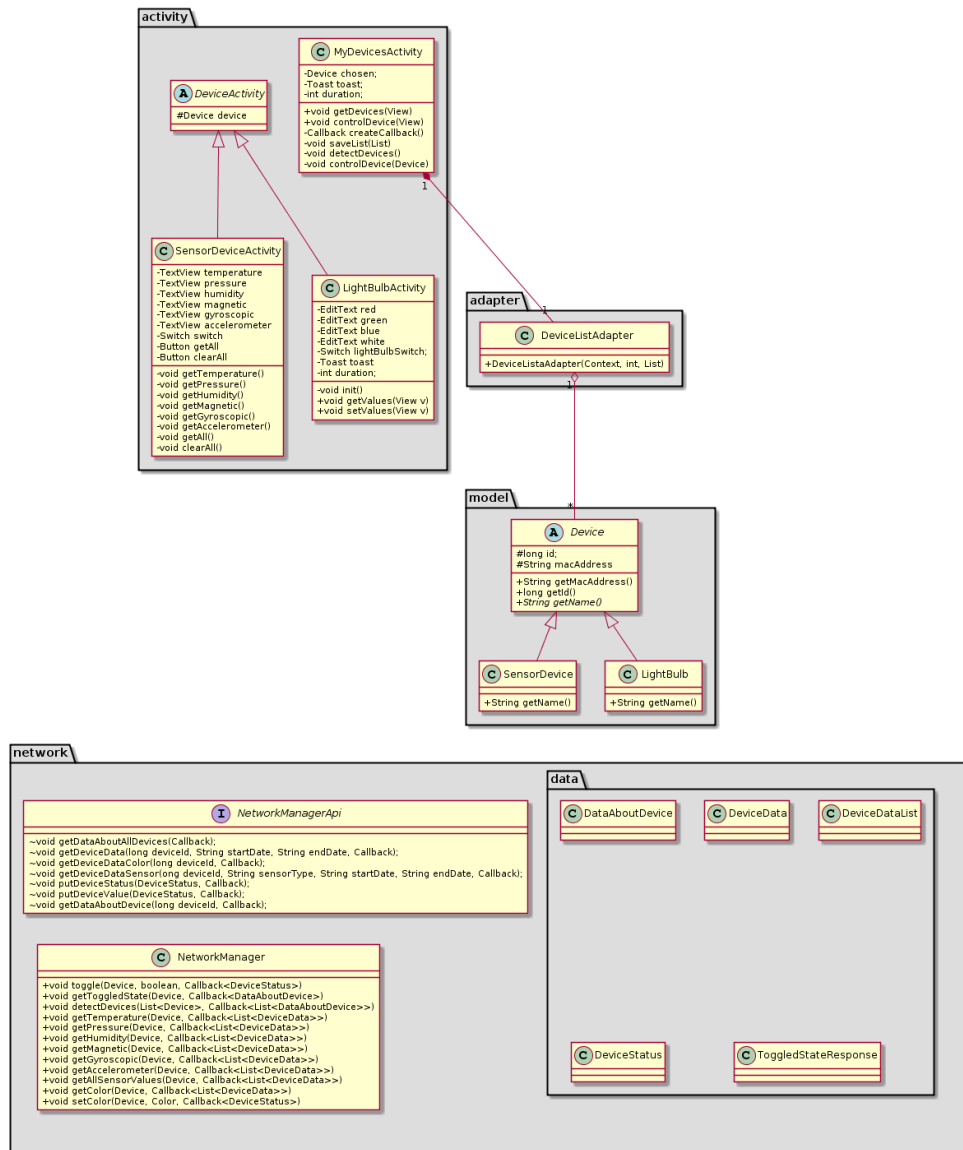 activity
C MyDevicesActivity
-Device chosen;
-Toast toast;
-int duration;
+void getDevices(View)
+void controlDevice(View)
-Callback createCallback()
-void saveList(List)
-void detectDevices()
-void controlDevice(Device)
A DeviceActivity
#Device device
1
C SensorDeviceActivity
-TextView temperature
-TextView pressure
-TextView humidity
-TextView magnetic
-TextView gyroscopic
-TextView accelerometer
-Switch switch
-Button getAll
-Button clearAll
-void getTemperature()
-void getPressure()
-void getHumidity()
-void getMagnetic()
-void getGyroscopic()
-void getAccelerometer()
-void getAll()
-void clearAll()
C LightBulbActivity
-EditText red
-EditText green
-EditText blue
-EditText white
-Switch lightBulbSwitch;
-Toast toast
-int duration;
-void init()
+void getValues(View v)
+void setValues(View v)
adapter
1
C DeviceListAdapter
+DeviceListaAdapter(Context, int, List)
1
model
*
A Device
#long id;
#String macAddress
+String getMacAddress()
+long getId()
+String getName()
C SensorDevice
+String getName()
C LightBulb
+String getName()
network
I NetworkManagerApi
~void getDataAboutAllDevices(Callback);
~void getDeviceData(long deviceId, String startDate, String endDate, Callback);
~void getDeviceDataColor(long deviceId, Callback);
~void getDeviceDataSensor(ong deviceId, String sensorType, String startDate, String endDate, Callback);
~void putDeviceStatus(DeviceStatus, Callback);
~void putDeviceValue(DeviceStatus, Callback);
~void getDataAboutDevice(long deviceId, Callback);
C NetworkManager
+void toggle(Device, boolean, Callback<DeviceStatus>)
+void getToggledState(Device, Callback<DataAboutDevice>)
+void detectDevices(List<Device>, Callback<List<DataAboutDevice>>)
+void getTemperature(Device, Callback<List<DeviceData>>)
+void getPressure(Device, Callback<List<DeviceData>>)
+void getHumidity(Device, Callback<List<DeviceData>>)
+void getMagnetic(Device, Callback<List<DeviceData>>)
+void getGyroscopic(Device, Callback<List<DeviceData>>)
+void getAccelerometer(Device, Callback<List<DeviceData>>)
+void getAllSensorValues(Device, Callback<List<DeviceData>>)
+void getColor(Device, Callback<List<DeviceData>>)
+void setColor(Device, Color, Callback<DeviceStatus>)
data
C DataAboutDevice
C DeviceData
C DeviceDataList
C DeviceStatus
C ToggledStateResponse